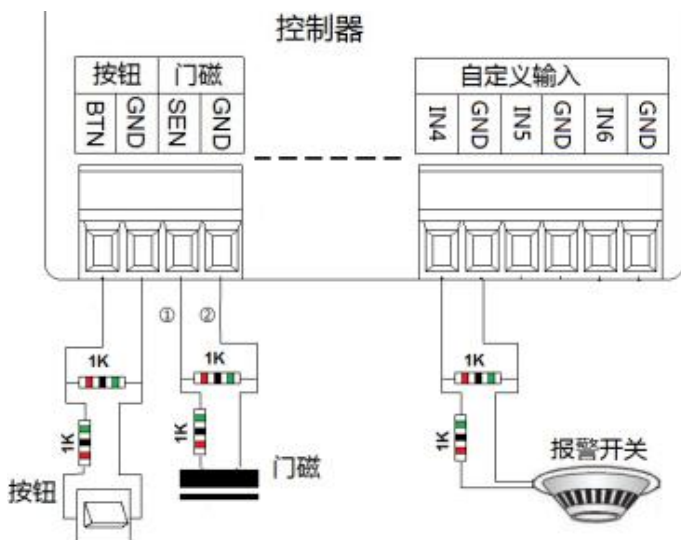 控制器
按钮 门磁
BTN GND SEN GND
自定义输入
IN4 GND IN5 GND IN6 GND
① ②
1K 1K 1K
1K 1K 1K
按钮 门磁 报警开关